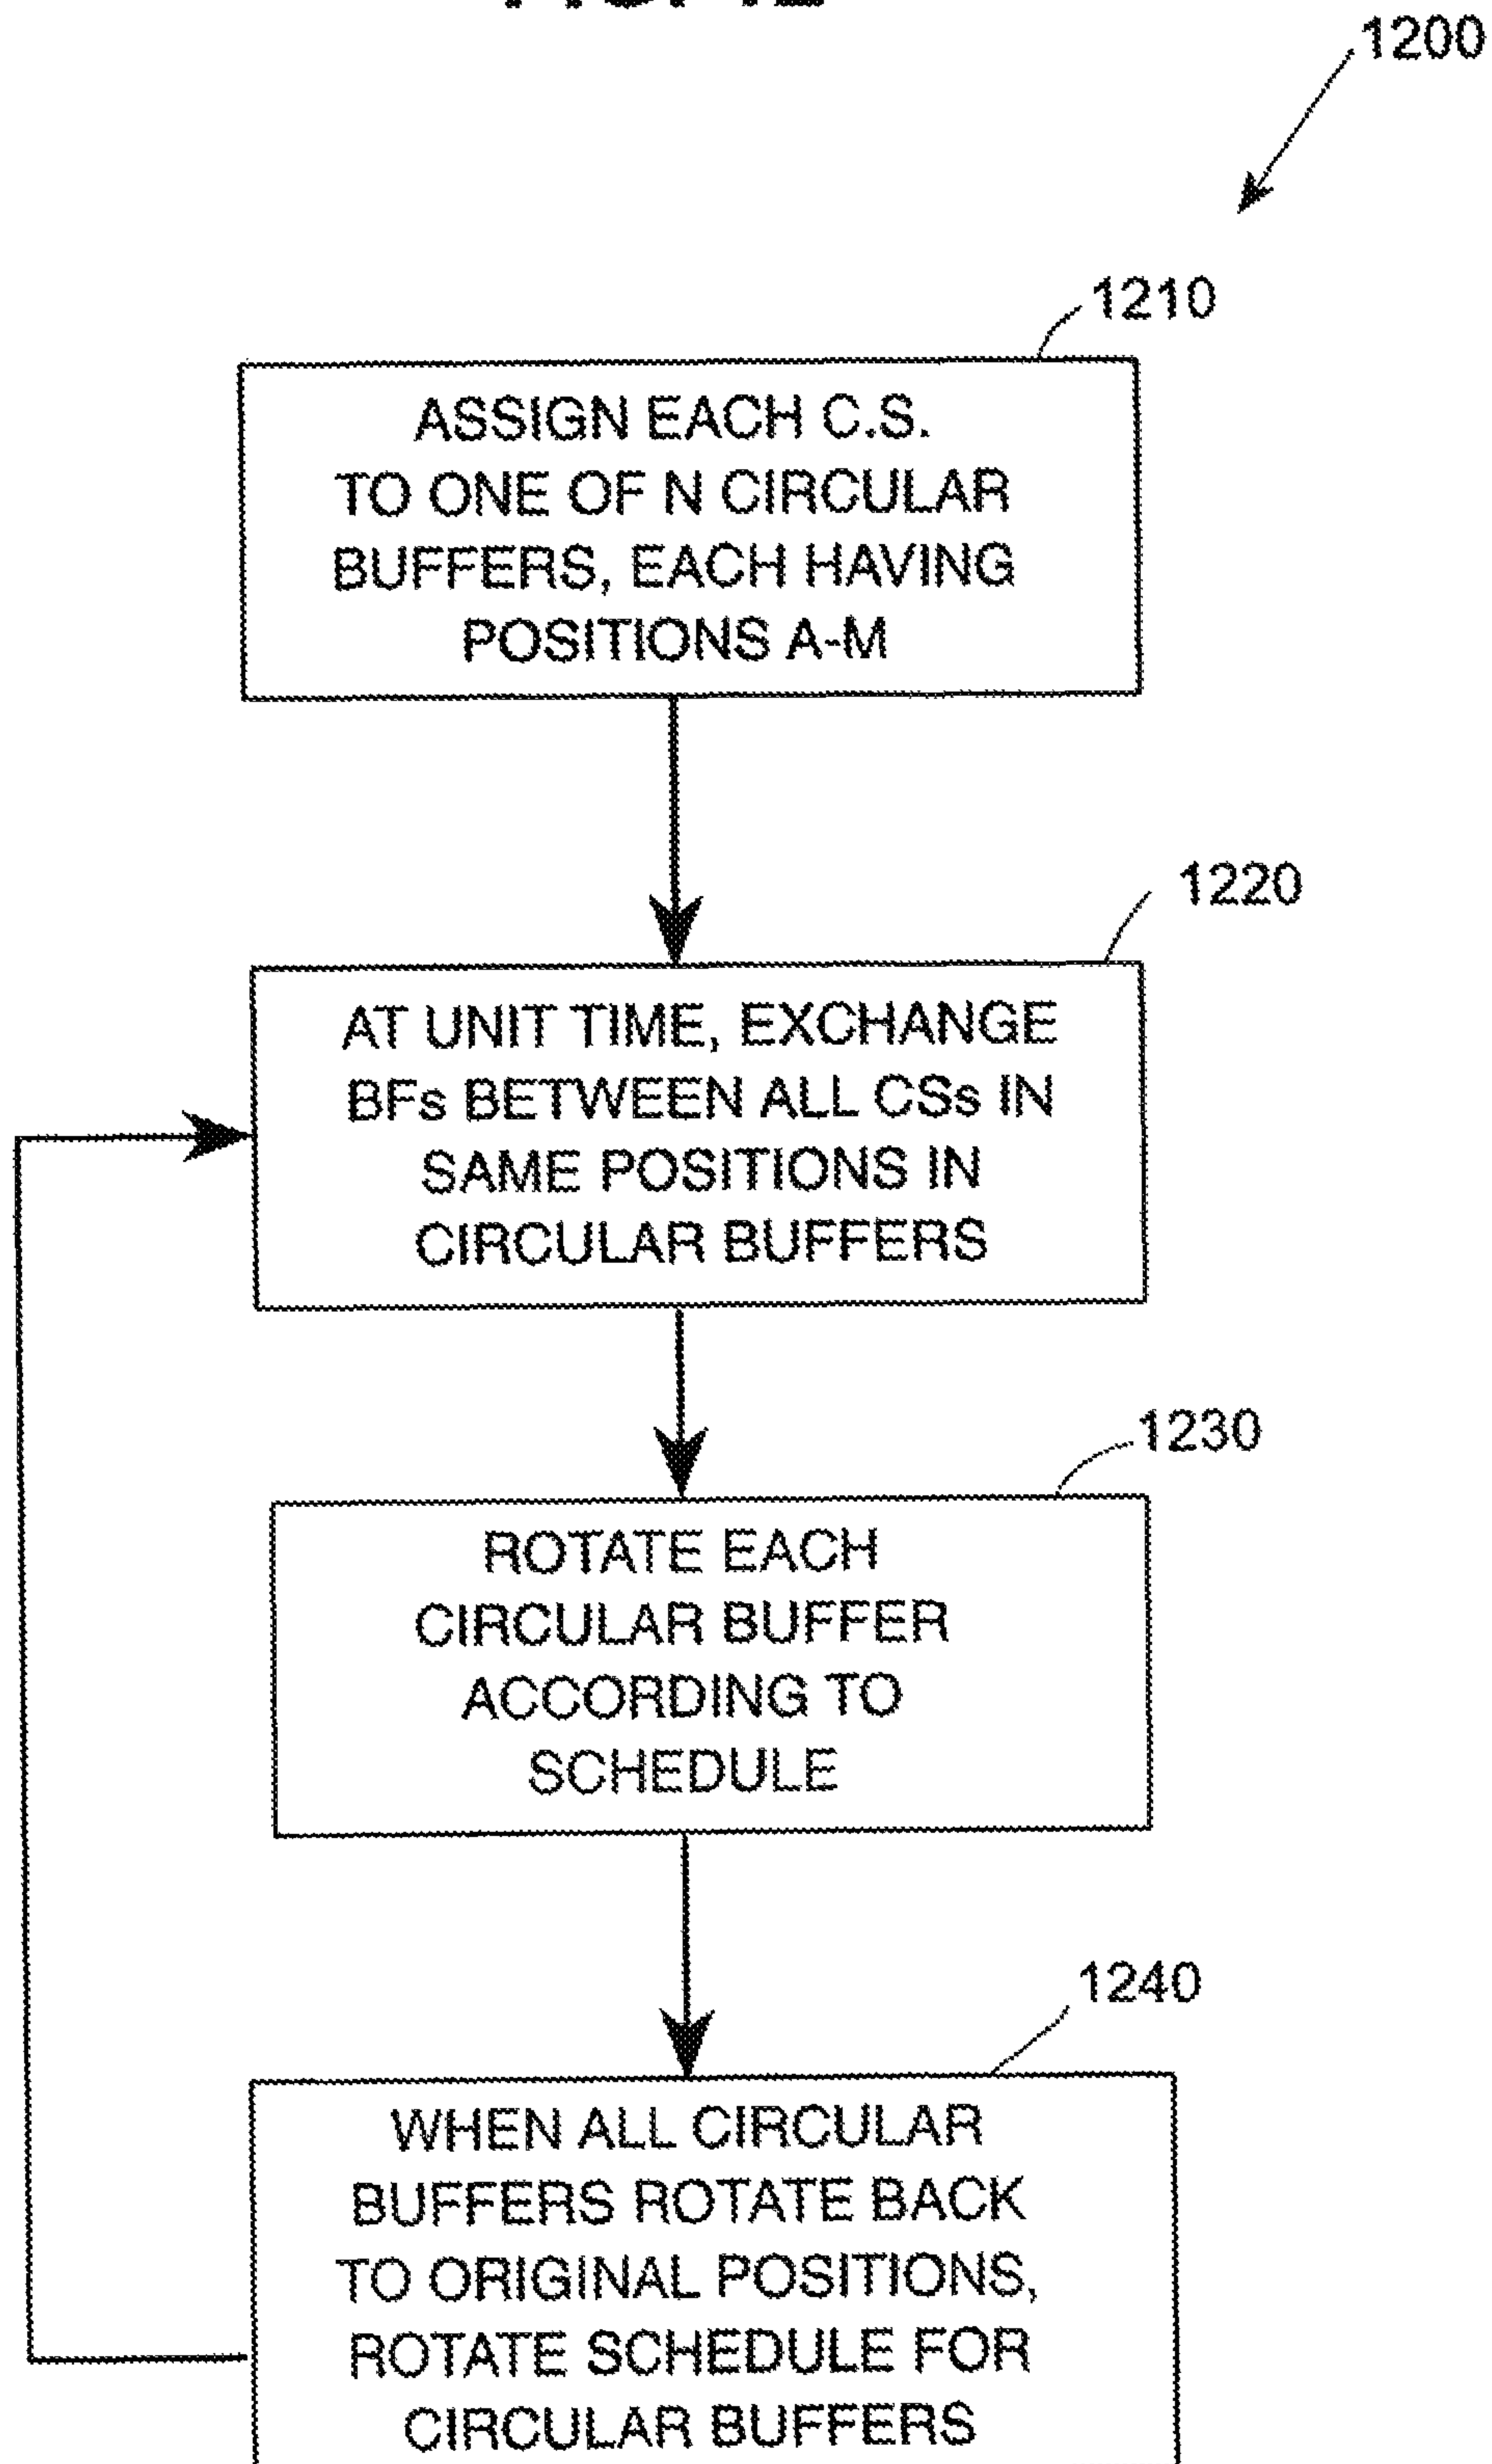 1200
1210
ASSIGN EACH C.S.
TO ONE OF N CIRCULAR
BUFFERS, EACH HAVING
POSITIONS A-M
1220
AT UNIT TIME, EXCHANGE
BFs BETWEEN ALL CSs IN
SAME POSITIONS IN
CIRCULAR BUFFERS
1230
ROTATE EACH
CIRCULAR BUFFER
ACCORDING TO
SCHEDULE
1240
WHEN ALL CIRCULAR
BUFFERS ROTATE BACK
TO ORIGINAL POSITIONS,
ROTATE SCHEDULE FOR
CIRCULAR BUFFERS